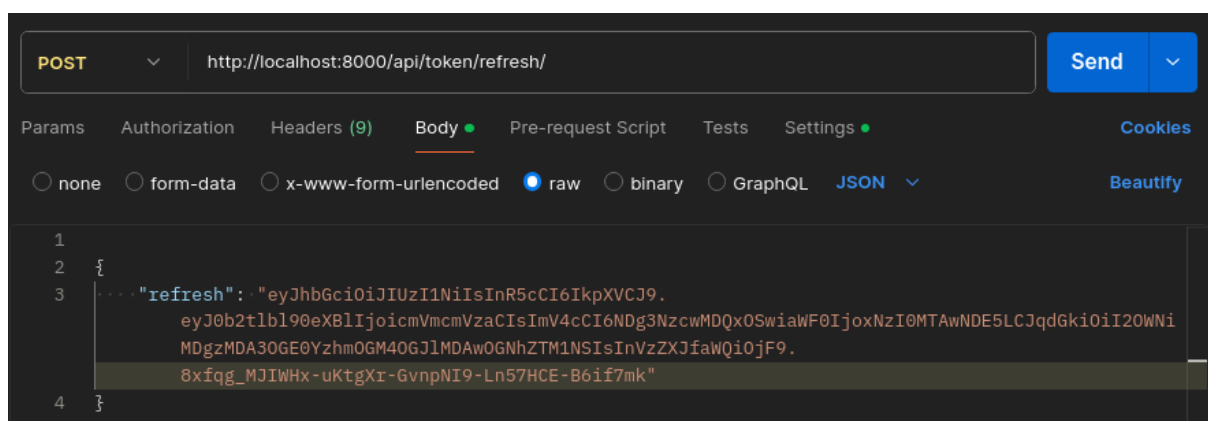 POST http://localhost:8000/api/token/refresh/ Send
Params Authorization Headers (9) Body Pre-request Script Tests Settings Cookies
none form-data x-www-form-urlencoded raw binary GraphQL JSON Beautify
1
2 {
3 ····"refresh":·"eyJhbGciOiJIUzI1NiIsInR5cCI6IkpXVCJ9.
eyJ0b2tlbl90eXBlIjoicmVmcmVzaCIsImV4cCI6NDg3NzcwMDQxOSwiaWF0IjoxNzI0MTAwNDE5LCJqdGkiOiI2OWNi
MDgzMDA3OGE0YzhmOGM4OGJlMDAwOGNhZTM1NSIsInVzZXJfaWQiOjF9.
8xfqg_MJIWHx-uKtgXr-GvnpNI9-Ln57HCE-B6if7mk"
4 }